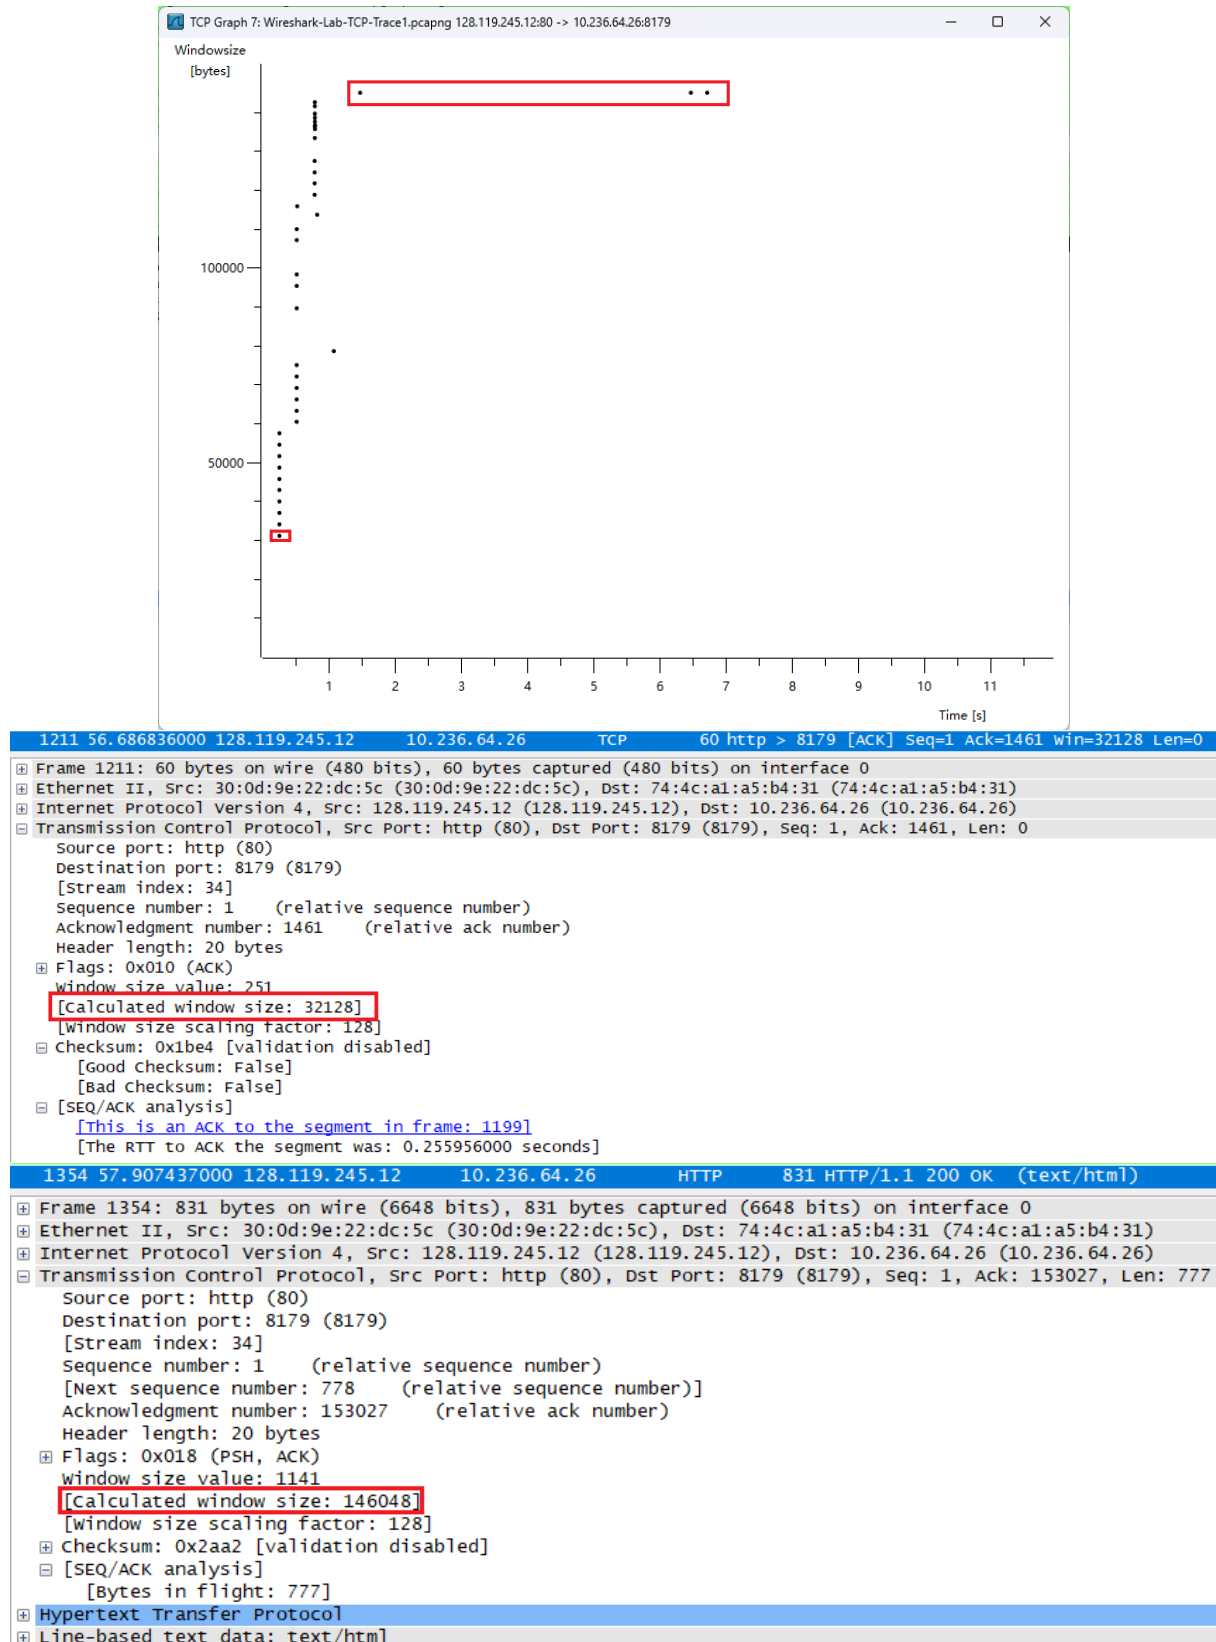 TCP Graph 7: Wireshark-Lab-TCP-Trace1.pcapng 128.119.245.12:80 -> 10.236.64.26:8179
Windowsize
[bytes]
100000
50000
1 2 3 4 5 6 7 8 9 10 11
Time [s]
1211 56.686836000 128.119.245.12 10.236.64.26 TCP 60 http > 8179 [ACK] Seq=1 Ack=1461 Win=32128 Len=0
Frame 1211: 60 bytes on wire (480 bits), 60 bytes captured (480 bits) on interface 0
Ethernet II, Src: 30:0d:9e:22:dc:5c (30:0d:9e:22:dc:5c), Dst: 74:4c:a1:a5:b4:31 (74:4c:a1:a5:b4:31)
Internet Protocol Version 4, Src: 128.119.245.12 (128.119.245.12), Dst: 10.236.64.26 (10.236.64.26)
Transmission Control Protocol, Src Port: http (80), Dst Port: 8179 (8179), Seq: 1, Ack: 1461, Len: 0
Source port: http (80)
Destination port: 8179 (8179)
[Stream index: 34]
Sequence number: 1 (relative sequence number)
Acknowledgment number: 1461 (relative ack number)
Header length: 20 bytes
Flags: 0x010 (ACK)
Window size value: 251
[Calculated window size: 32128]
[Window size scaling factor: 128]
Checksum: 0x1be4 [validation disabled]
[Good Checksum: False]
[Bad Checksum: False]
[SEQ/ACK analysis]
[This is an ACK to the segment in frame: 1199]
[The RTT to ACK the segment was: 0.255956000 seconds]
1354 57.907437000 128.119.245.12 10.236.64.26 HTTP 831 HTTP/1.1 200 OK (text/html)
Frame 1354: 831 bytes on wire (6648 bits), 831 bytes captured (6648 bits) on interface 0
Ethernet II, Src: 30:0d:9e:22:dc:5c (30:0d:9e:22:dc:5c), Dst: 74:4c:a1:a5:b4:31 (74:4c:a1:a5:b4:31)
Internet Protocol Version 4, Src: 128.119.245.12 (128.119.245.12), Dst: 10.236.64.26 (10.236.64.26)
Transmission Control Protocol, Src Port: http (80), Dst Port: 8179 (8179), Seq: 1, Ack: 153027, Len: 777
Source port: http (80)
Destination port: 8179 (8179)
[Stream index: 34]
Sequence number: 1 (relative sequence number)
[Next sequence number: 778 (relative sequence number)]
Acknowledgment number: 153027 (relative ack number)
Header length: 20 bytes
Flags: 0x018 (PSH, ACK)
Window size value: 1141
[Calculated window size: 146048]
[Window size scaling factor: 128]
Checksum: 0x2aa2 [validation disabled]
[SEQ/ACK analysis]
[Bytes in flight: 777]
Hypertext Transfer Protocol
Line-based text data: text/html